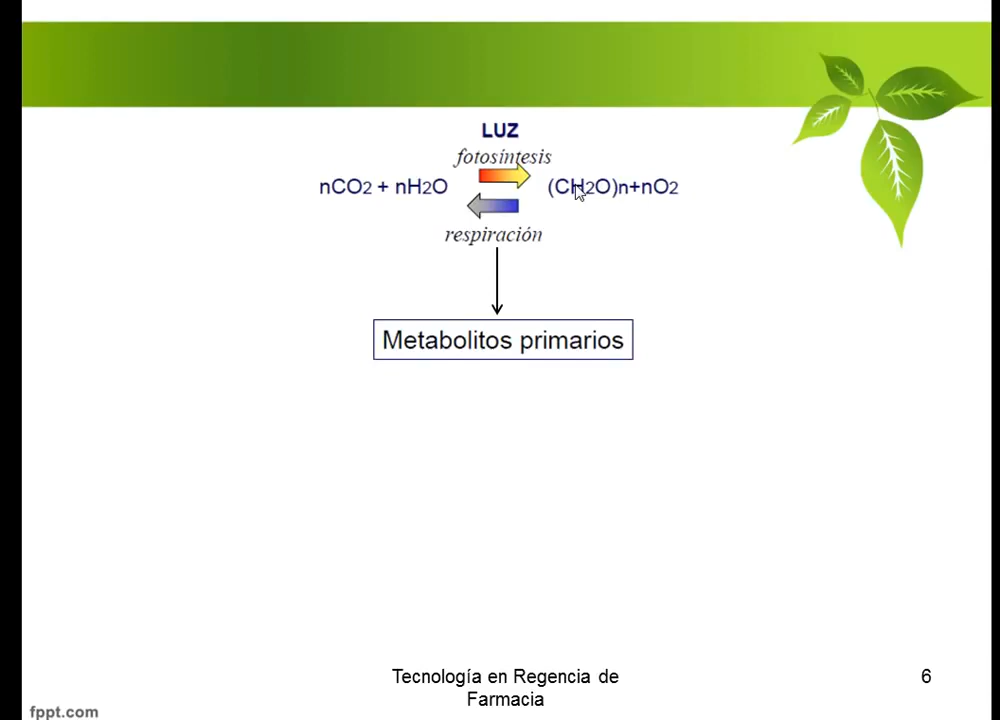 LUZ
fotosíntesis
nCO2 + nH2O (CH2O)n+nO2
respiración
Metabolitos primarios
Tecnología en Regencia de
Farmacia
6
fppt.com